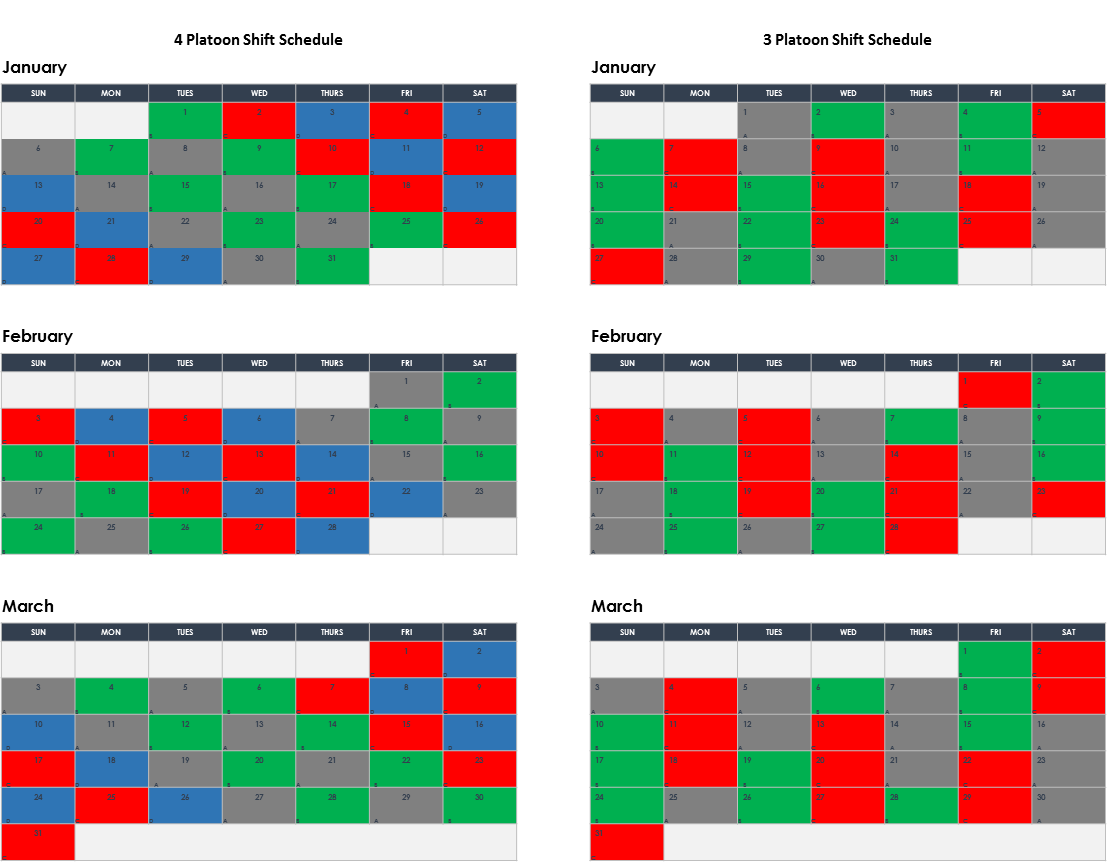 4 Platoon Shift Schedule
January
SUN MON TUES WED THURS FRI SAT
1 2 3 4 5
6 7 8 9 10 11 12
13 14 15 16 17 18 19
20 21 22 23 24 25 26
27 28 29 30 31
February
SUN MON TUES WED THURS FRI SAT
1 2
3 4 5 6 7 8 9
10 11 12 13 14 15 16
17 18 19 20 21 22 23
24 25 26 27 28
March
SUN MON TUES WED THURS FRI SAT
1 2
3 4 5 6 7 8 9
10 11 12 13 14 15 16
17 18 19 20 21 22 23
24 25 26 27 28 29 30
31
3 Platoon Shift Schedule
January
SUN MON TUES WED THURS FRI SAT
1 2 3 4 5
6 7 8 9 10 11 12
13 14 15 16 17 18 19
20 21 22 23 24 25 26
27 28 29 30 31
February
SUN MON TUES WED THURS FRI SAT
1 2
3 4 5 6 7 8 9
10 11 12 13 14 15 16
17 18 19 20 21 22 23
24 25 26 27 28
March
SUN MON TUES WED THURS FRI SAT
1 2
3 4 5 6 7 8 9
10 11 12 13 14 15 16
17 18 19 20 21 22 23
24 25 26 27 28 29 30
31